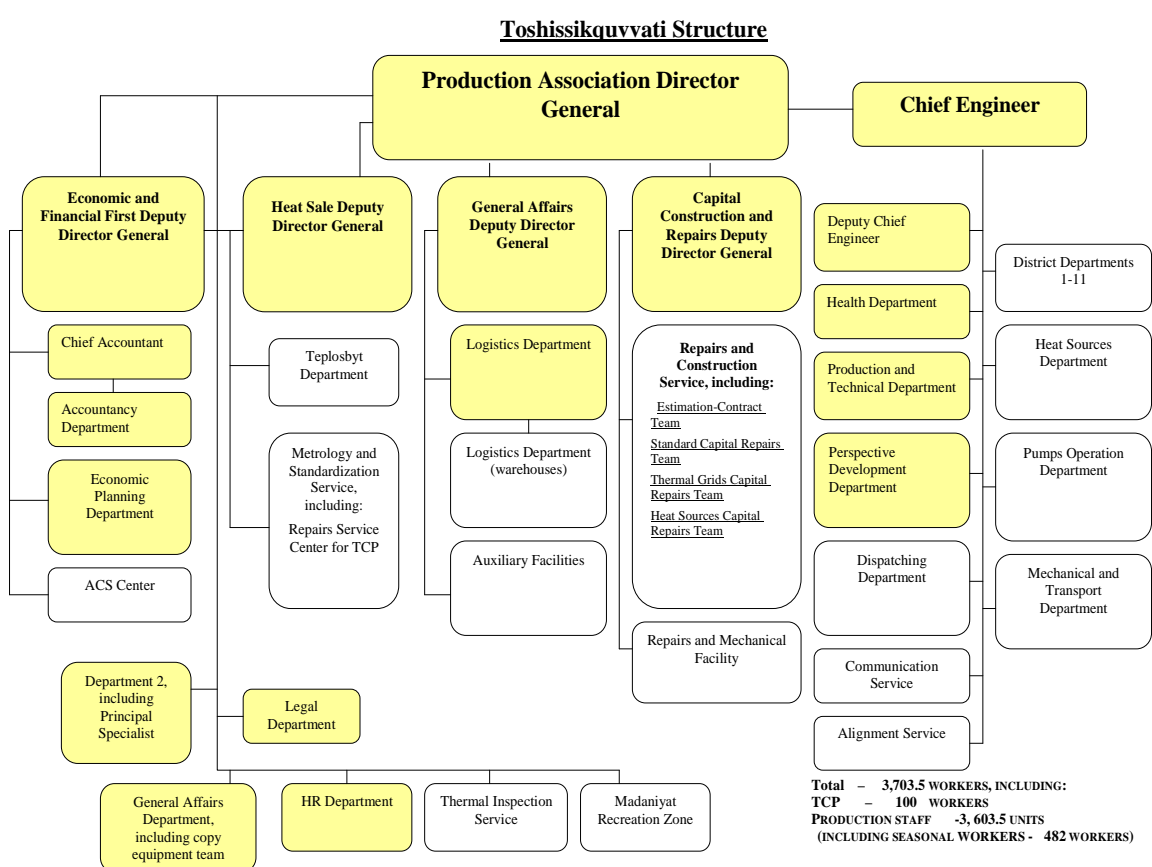 Toshissikquvvati Structure
Production Association Director
General
Chief Engineer
Economic and
Financial First Deputy
Director General
Heat Sale Deputy
Director General
General Affairs
Deputy Director
General
Capital
Construction and
Repairs Deputy
Director General
Chief Accountant
Accountancy
Department
Economic
Planning
Department
ACS Center
Teplosbyt
Department
Metrology and
Standardization
Service,
including:
Repairs Service
Center for TCP
Logistics Department
Logistics Department
(warehouses)
Auxiliary Facilities
Repairs and
Construction
Service, including:
Estimation-Contract
Team
Standard Capital Repairs
Team
Thermal Grids Capital
Repairs Team
Heat Sources Capital
Repairs Team
Repairs and Mechanical
Facility
Deputy Chief
Engineer
Health Department
Production and
Technical Department
Perspective
Development
Department
Dispatching
Department
Communication
Service
Alignment Service
District Departments
1-11
Heat Sources
Department
Pumps Operation
Department
Mechanical and
Transport
Department
Department 2,
including
Principal
Specialist
Legal
Department
General Affairs
Department,
including copy
equipment team
HR Department
Thermal Inspection
Service
Madaniyat
Recreation Zone
Total – 3,703.5 WORKERS, INCLUDING:
TCP – 100 WORKERS
PRODUCTION STAFF -3, 603.5 UNITS
(INCLUDING SEASONAL WORKERS - 482 WORKERS)